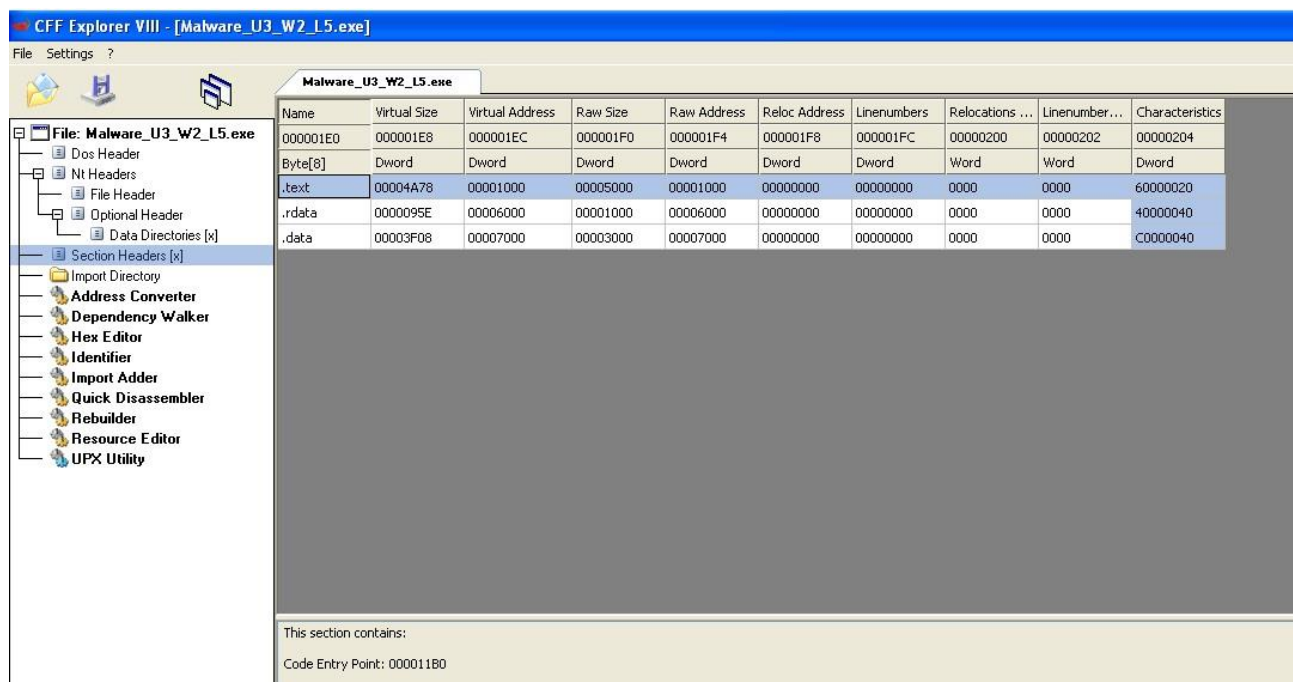 CFF Explorer VIII - [Malware_U3_W2_L5.exe]
File Settings ?
Malware_U3_W2_L5.exe
File: Malware_U3_W2_L5.exe
Dos Header
Nt Headers
File Header
Optional Header
Data Directories [x]
Section Headers [x]
Import Directory
Address Converter
Dependency Walker
Hex Editor
Identifier
Import Adder
Quick Disassembler
Rebuilder
Resource Editor
UPX Utility
Name Virtual Size Virtual Address Raw Size Raw Address Reloc Address Linenumbers Relocations ... Linenumber... Characteristics
000001E0 000001E8 000001EC 000001F0 000001F4 000001F8 000001FC 00000200 00000202 00000204
Byte[8] Dword Dword Dword Dword Dword Dword Word Word Dword
.text 00004A78 00001000 00005000 00001000 00000000 00000000 0000 0000 60000020
.rdata 0000095E 00006000 00001000 00006000 00000000 00000000 0000 0000 40000040
.data 00003F08 00007000 00003000 00007000 00000000 00000000 0000 0000 C0000040
This section contains:
Code Entry Point: 000011B0